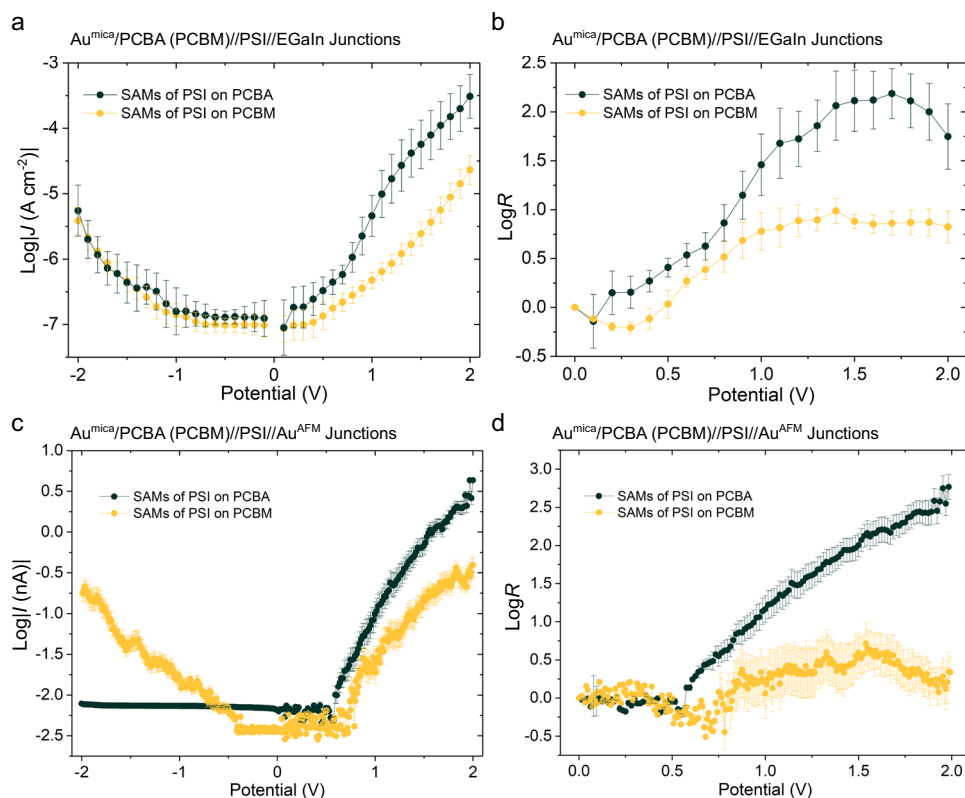 a
Au^mica/PCBA (PCBM)//PSI//EGaIn Junctions
-3
-4
-5
-6
-7
-2
-1
0
1
2
Log|J (A cm⁻²)|
Potential (V)
SAMs of PSI on PCBA
SAMs of PSI on PCBM
b
Au^mica/PCBA (PCBM)//PSI//EGaIn Junctions
2.5
2.0
1.5
1.0
0.5
0.0
-0.5
0.0
0.5
1.0
1.5
2.0
LogR
Potential (V)
SAMs of PSI on PCBA
SAMs of PSI on PCBM
c
Au^mica/PCBA (PCBM)//PSI//Au^AFM Junctions
1.0
0.5
0.0
-0.5
-1.0
-1.5
-2.0
-2.5
-2
-1
0
1
2
Log|I (nA)|
Potential (V)
SAMs of PSI on PCBA
SAMs of PSI on PCBM
d
Au^mica/PCBA (PCBM)//PSI//Au^AFM Junctions
3.0
2.5
2.0
1.5
1.0
0.5
0.0
-0.5
0.0
0.5
1.0
1.5
2.0
LogR
Potential (V)
SAMs of PSI on PCBA
SAMs of PSI on PCBM